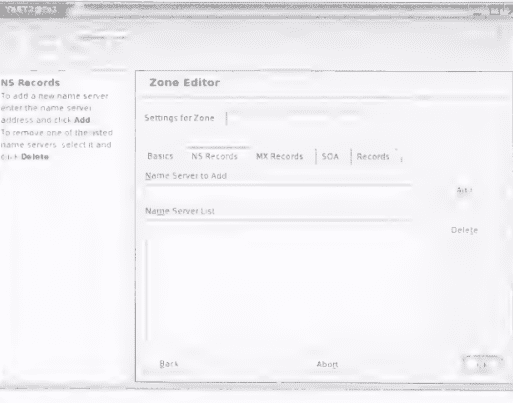 YaST2@da3
NS Records
To add a new name server
enter the name server
address and click Add
To remove one of the listed
name servers, select it and
click Delete
Zone Editor
Settings for Zone
Basics NS Records MX Records SOA Records
Name Server to Add
Add
Name Server List
Delete
Back Abort